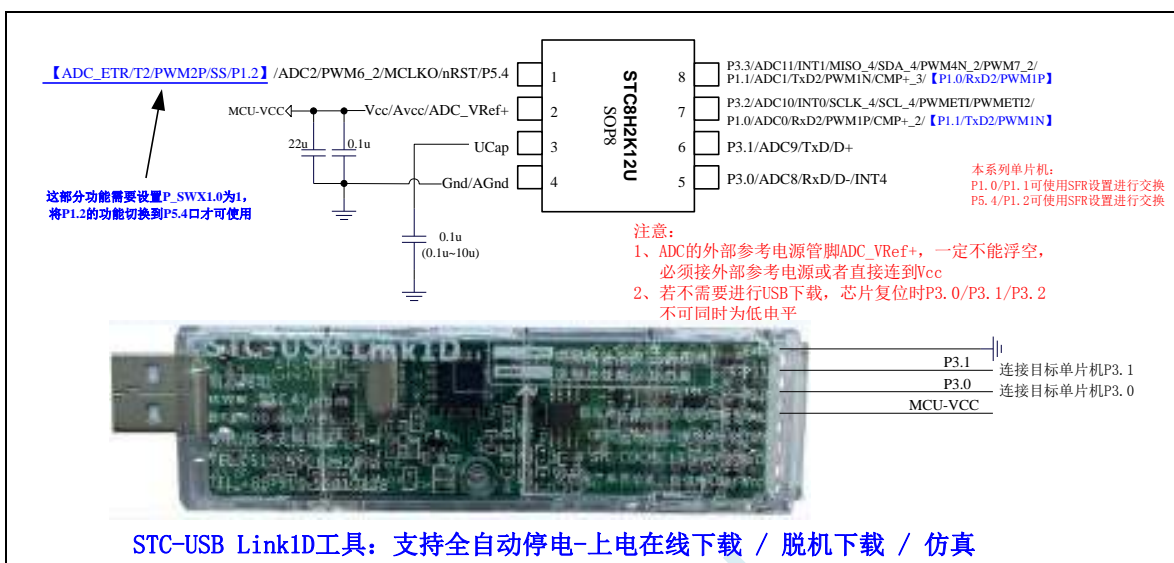 【ADC_ETR/T2/PWM2P/SS/P1.2】/ADC2/PWM6_2/MCLKO/nRST/P5.4
MCU-VCC
Vcc/Avcc/ADC_VRef+
22u
0.1u
UCap
Gnd/AGnd
0.1u
(0.1u~10u)
这部分功能需要设置P_SWX1.0为1,
将P1.2的功能切换到P5.4口才可使用
1
2
3
4
STC8H2K12U
SOP8
8
7
6
5
P3.3/ADC11/INT1/MISO_4/SDA_4/PWM4N_2/PWM7_2/
P1.1/ADC1/TxD2/PWM1N/CMP+_3/【P1.0/RxD2/PWM1P】
P3.2/ADC10/INT0/SCLK_4/SCL_4/PWMETI/PWMETI2/
P1.0/ADC0/RxD2/PWM1P/CMP+_2/【P1.1/TxD2/PWM1N】
P3.1/ADC9/TxD/D+
P3.0/ADC8/RxD/D-/INT4
本系列单片机:
P1.0/P1.1可使用SFR设置进行交换
P5.4/P1.2可使用SFR设置进行交换
注意:
1、ADC的外部参考电源管脚ADC_VRef+, 一定不能浮空,
必须接外部参考电源或者直接连到Vcc
2、若不需要进行USB下载, 芯片复位时P3.0/P3.1/P3.2
不可同时为低电平
STC-USB Link1D
P3.1
连接目标单片机P3.1
P3.0
连接目标单片机P3.0
MCU-VCC
STC-USB Link1D工具: 支持全自动停电-上电在线下载 / 脱机下载 / 仿真